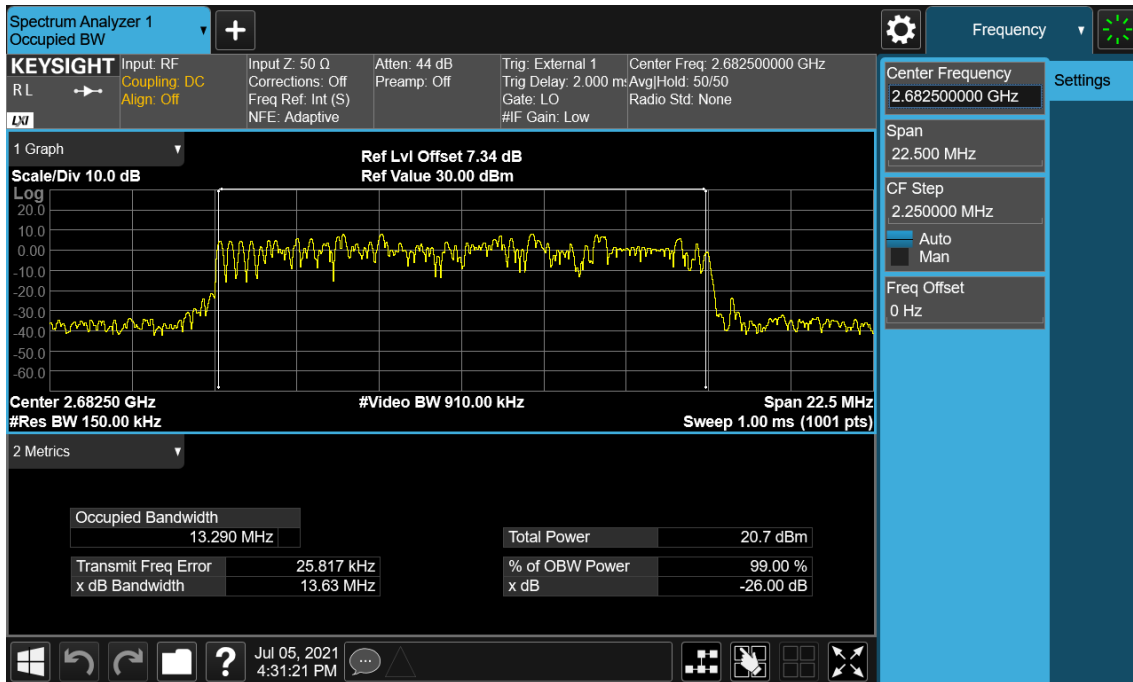 Spectrum Analyzer 1
Occupied BW
Frequency
KEYSIGHT
R L
LXI
Input: RF
Coupling: DC
Align: Off
Input Z: 50 Ω
Corrections: Off
Freq Ref: Int (S)
NFE: Adaptive
Atten: 44 dB
Preamp: Off
Trig: External 1
Trig Delay: 2.000 ms
Gate: LO
#IF Gain: Low
Center Freq: 2.682500000 GHz
Avg|Hold: 50/50
Radio Std: None
Center Frequency
2.682500000 GHz
Settings
Span
22.500 MHz
CF Step
2.250000 MHz
Auto
Man
Freq Offset
0 Hz
1 Graph
Scale/Div 10.0 dB
Ref Lvl Offset 7.34 dB
Ref Value 30.00 dBm
Log
20.0
10.0
0.00
-10.0
-20.0
-30.0
-40.0
-50.0
-60.0
Center 2.68250 GHz
#Video BW 910.00 kHz
Span 22.5 MHz
#Res BW 150.00 kHz
Sweep 1.00 ms (1001 pts)
2 Metrics
Occupied Bandwidth
13.290 MHz
Total Power 20.7 dBm
Transmit Freq Error 25.817 kHz
% of OBW Power 99.00 %
x dB Bandwidth 13.63 MHz
x dB -26.00 dB
?
Jul 05, 2021
4:31:21 PM